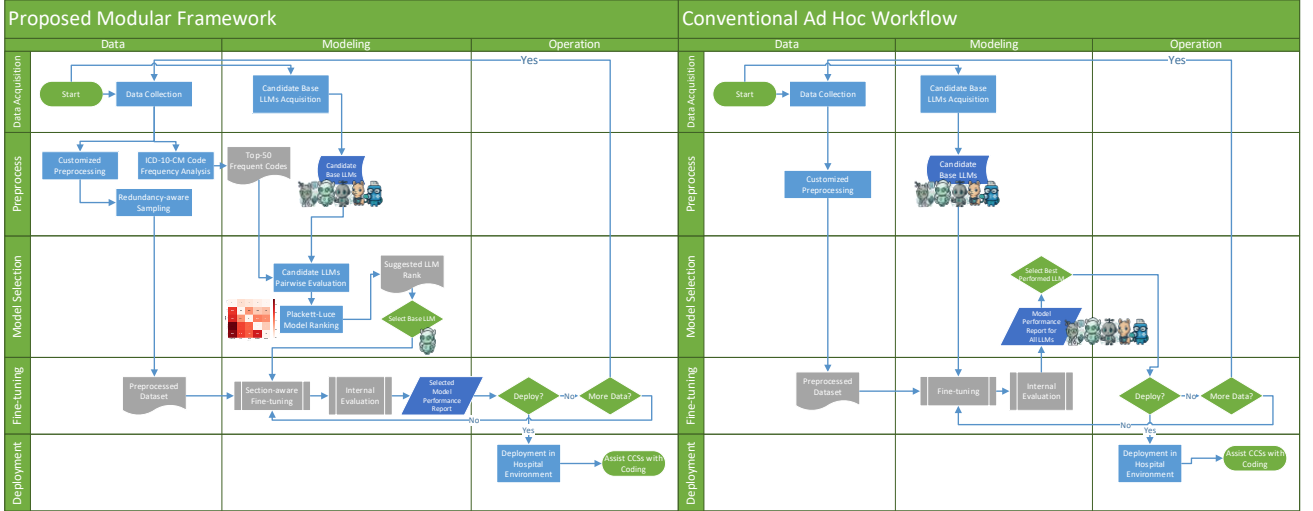 Proposed Modular Framework
Data
Modeling
Operation
Data Acquisition
Preprocess
Model Selection
Fine-tuning
Deployment
Yes
Start
Data Collection
Candidate Base
LLMs Acquisition
Customized
Preprocessing
ICD-10-CM Code
Frequency Analysis
Top-50
Frequent Codes
Candidate
Base LLMs
Redundancy-aware
Sampling
Candidate LLMs
Pairwise Evaluation
Suggested LLM
Rank
Plackett-Luce
Model Ranking
Select Base LLM
Preprocessed
Dataset
Section-aware
Fine-tuning
Internal
Evaluation
Selected
Model
Performance
Report
Deploy?
No
More Data?
No
Yes
Deployment in
Hospital
Environment
Assist CCSs with
Coding
Conventional Ad Hoc Workflow
Data
Modeling
Operation
Data Acquisition
Preprocess
Model Selection
Fine-tuning
Deployment
Yes
Start
Data Collection
Candidate Base
LLMs Acquisition
Customized
Preprocessing
Candidate
Base LLMs
Select Best
Performed LLM
Model
Performance
Report for
All LLMs
Preprocessed
Dataset
Fine-tuning
Internal
Evaluation
Deploy?
No
More Data?
No
Yes
Deployment in
Hospital
Environment
Assist CCSs with
Coding